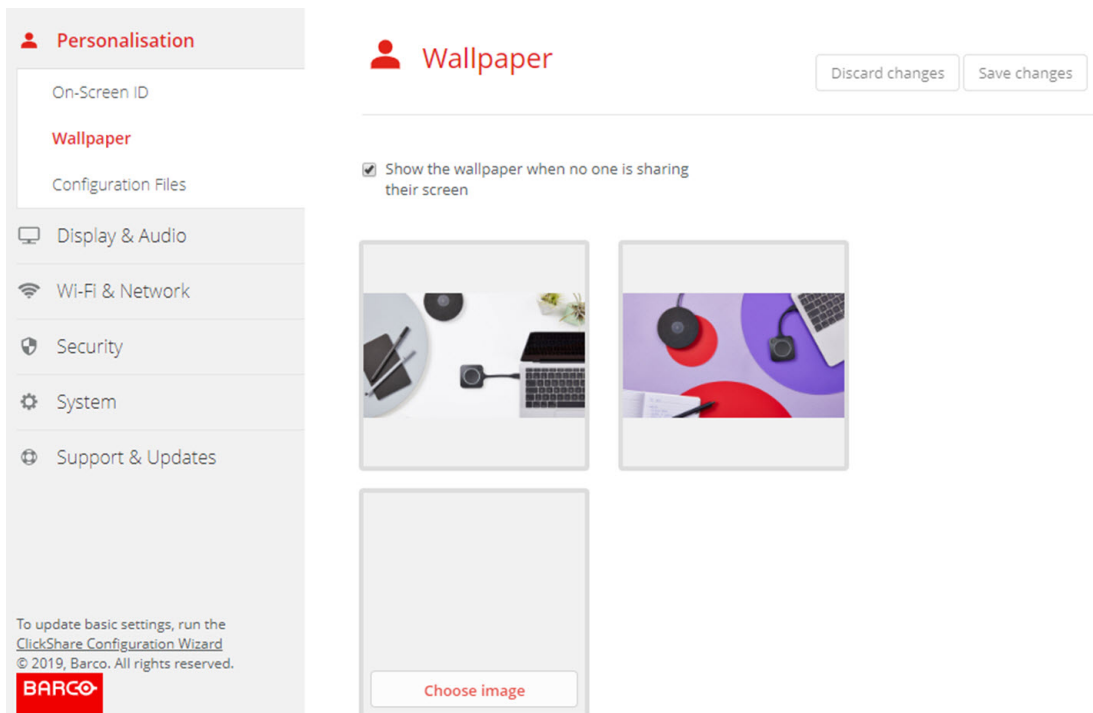 Personalisation
On-Screen ID
Wallpaper
Configuration Files
Display & Audio
Wi-Fi & Network
Security
System
Support & Updates
To update basic settings, run the
ClickShare Configuration Wizard
© 2019, Barco. All rights reserved.
BARCO
Wallpaper
Discard changes
Save changes
Show the wallpaper when no one is sharing
their screen
Choose image